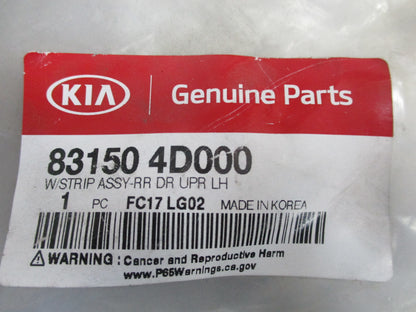 KIA Genuine Parts
83150 4D000
W/STRIP ASSY-RR DR UPR LH
1 PC FC17 LG02 MADE IN KOREA
WARNING : Cancer and Reproductive Harm
www.P65Warnings.ca.gov